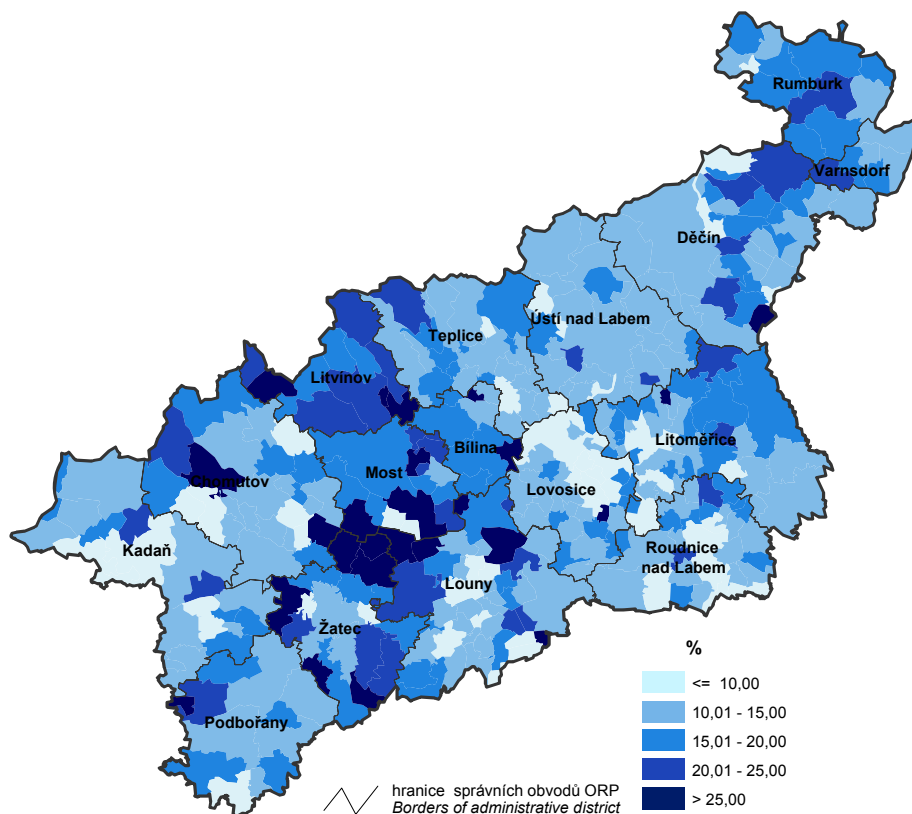 Rumburk
Varnsdorf
Děčín
Ústí nad Labem
Teplice
Litvínov
Litoměřice
Bílina
Most
Chomutov
Lovosice
Kadaň
Roudnice
nad Labem
Louny
Žatec
Podbořany
%
<= 10,00
10,01 - 15,00
15,01 - 20,00
20,01 - 25,00
> 25,00
hranice správních obvodů ORP
Borders of administrative district